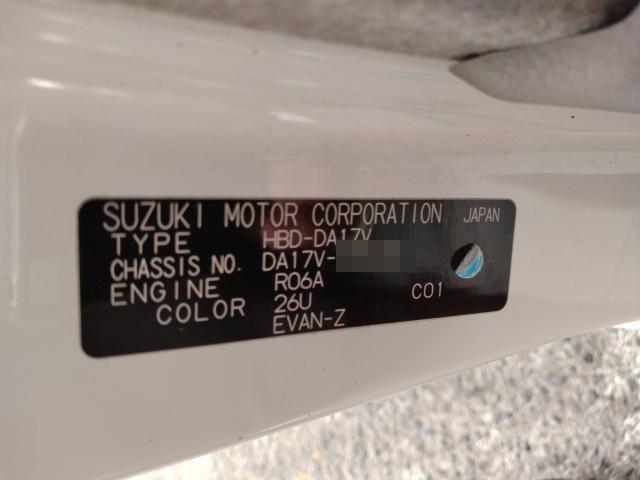 SUZUKI MOTOR CORPORATION JAPAN
TYPE HBD-DA17V
CHASSIS NO. DA17V-
ENGINE R06A
COLOR 26U C01
EVAN-Z